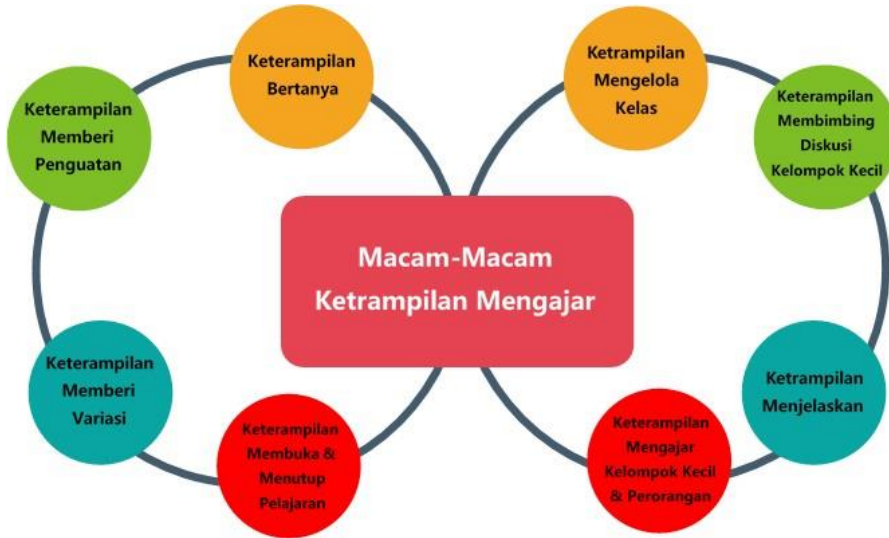 Keterampilan
Bertanya
Ketrampilan
Mengelola
Kelas
Keterampilan
Memberi
Penguatan
Keterampilan
Membimbing
Diskusi
Kelompok Kecil
Macam-Macam
Ketrampilan Mengajar
Keterampilan
Memberi
Variasi
Ketrampilan
Menjelaskan
Keterampilan
Membuka &
Menutup
Pelajaran
Keterampilan
Mengajar
Kelompok Kecil
& Perorangan